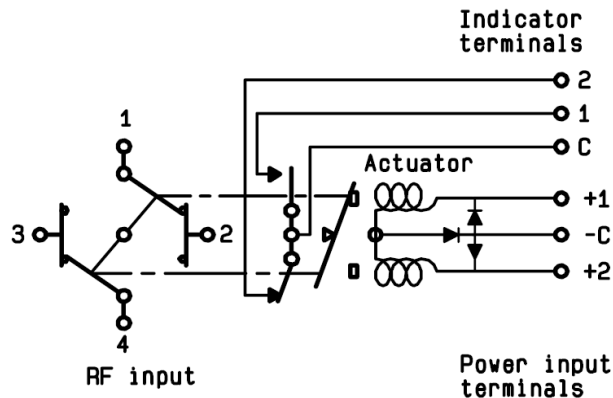 Indicator
terminals
2
1
C
1
Actuator
+1
3
2
-C
+2
4
RF input
Power input
terminals